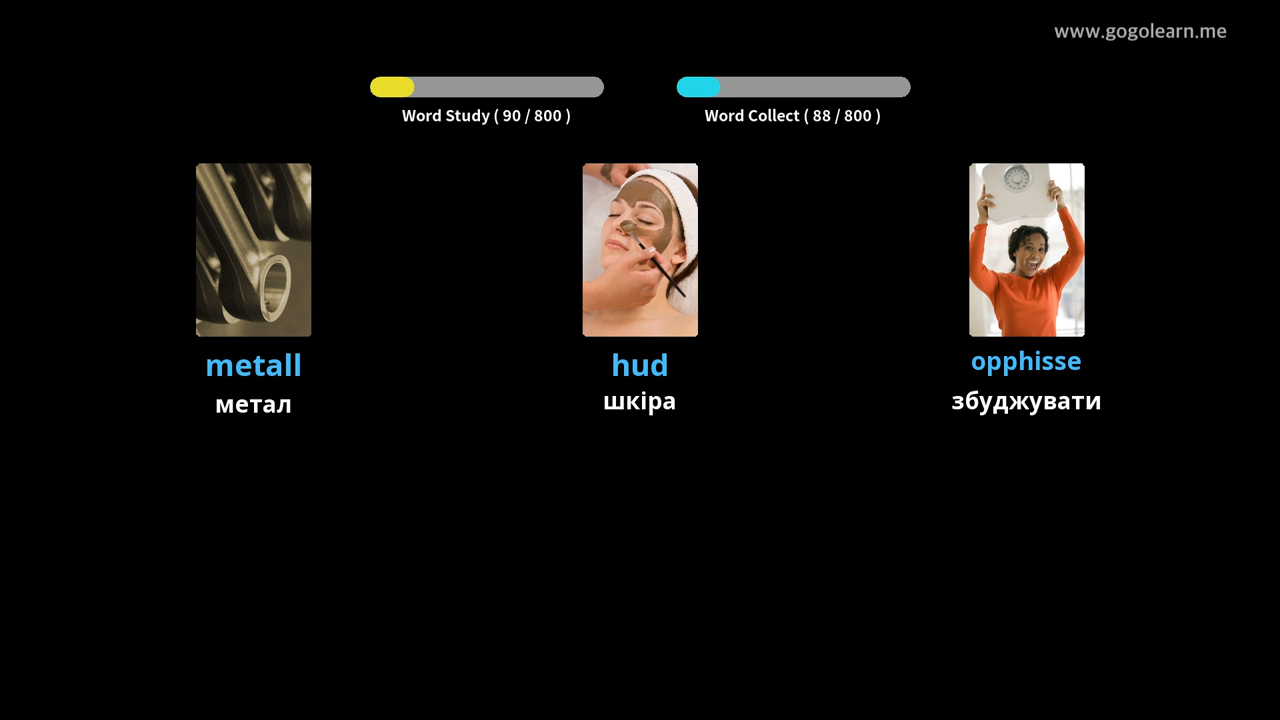 www.gogolearn.me
Word Study ( 90 / 800 )
Word Collect ( 88 / 800 )
metall
hud
opphisse
метал
шкіра
збуджувати